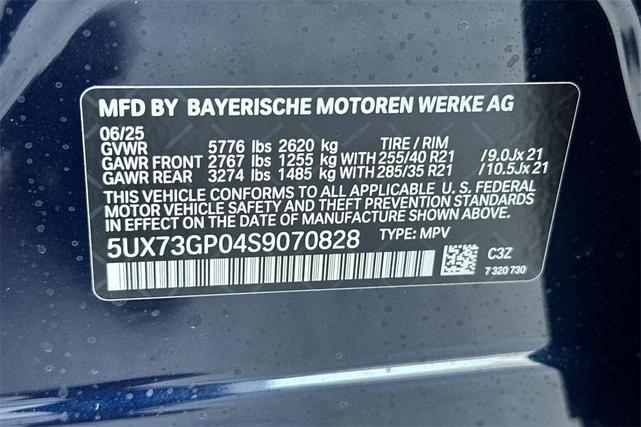 MFD BY BAYERISCHE MOTOREN WERKE AG
06/25
GVWR 5776 lbs 2620 kg TIRE / RIM
GAWR FRONT 2767 lbs 1255 kg WITH 255/40 R21 /9.0Jx 21
GAWR REAR 3274 lbs 1485 kg WITH 285/35 R21 /10.5Jx 21
THIS VEHICLE CONFORMS TO ALL APPLICABLE U. S. FEDERAL
MOTOR VEHICLE SAFETY AND THEFT PREVENTION STANDARDS
IN EFFECT ON THE DATE OF MANUFACTURE SHOWN ABOVE.
5UX73GP04S9070828 TYPE: MPV
C3Z
7 320 730